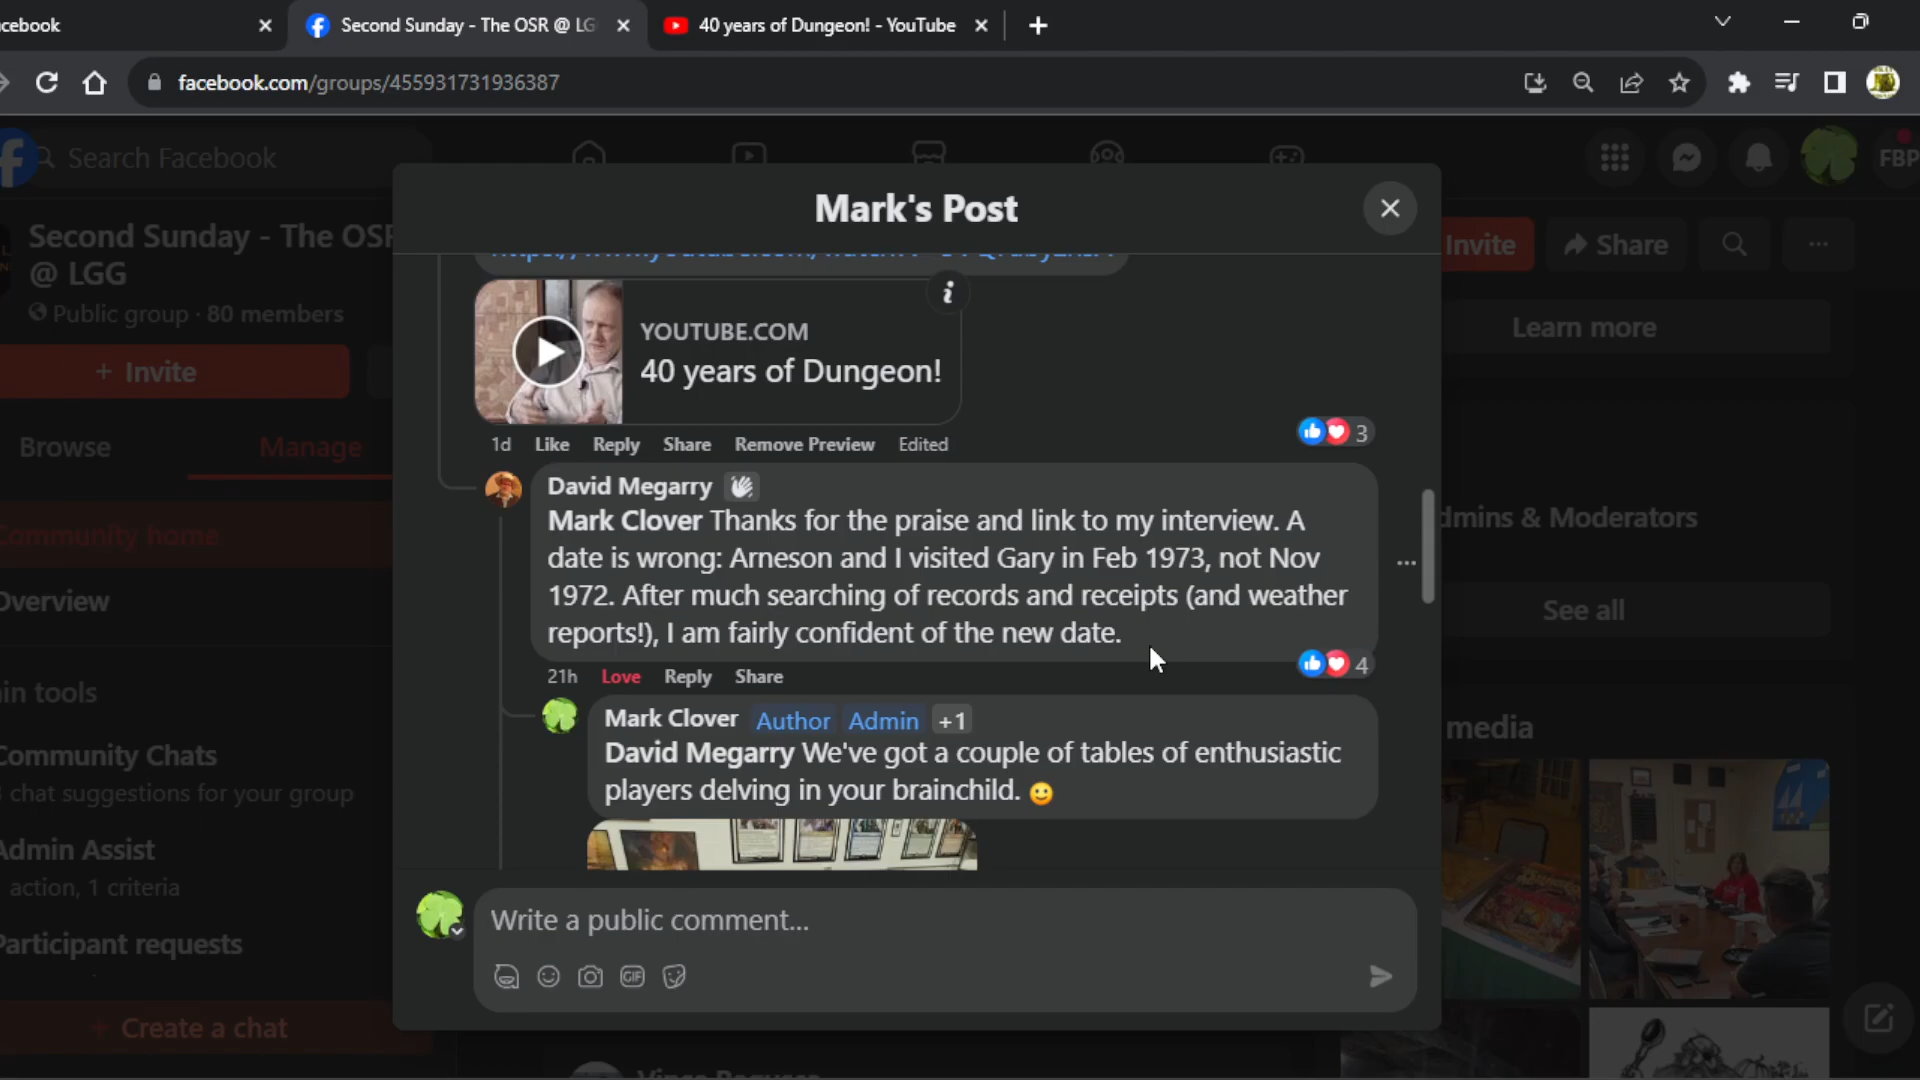 cebook
Second Sunday - The OSR @ LG
40 years of Dungeon! - YouTube
facebook.com/groups/455931731936387
Search Facebook
FBP
Mark's Post
Second Sunday - The OSR
@ LGG
Public group · 80 members
+ Invite
Invite
Share
Learn more
Browse
Manage
YOUTUBE.COM
40 years of Dungeon!
1d Like Reply Share Remove Preview Edited
3
David Megarry
Mark Clover Thanks for the praise and link to my interview. A
date is wrong: Arneson and I visited Gary in Feb 1973, not Nov
1972. After much searching of records and receipts (and weather
reports!), I am fairly confident of the new date.
4
21h Love Reply Share
Mark Clover Author Admin +1
David Megarry We've got a couple of tables of enthusiastic
players delving in your brainchild. 🙂
Write a public comment...
GIF
Community home
Overview
in tools
Community Chats
chat suggestions for your group
Admin Assist
action, 1 criteria
Participant requests
+ Create a chat
dmins & Moderators
See all
media